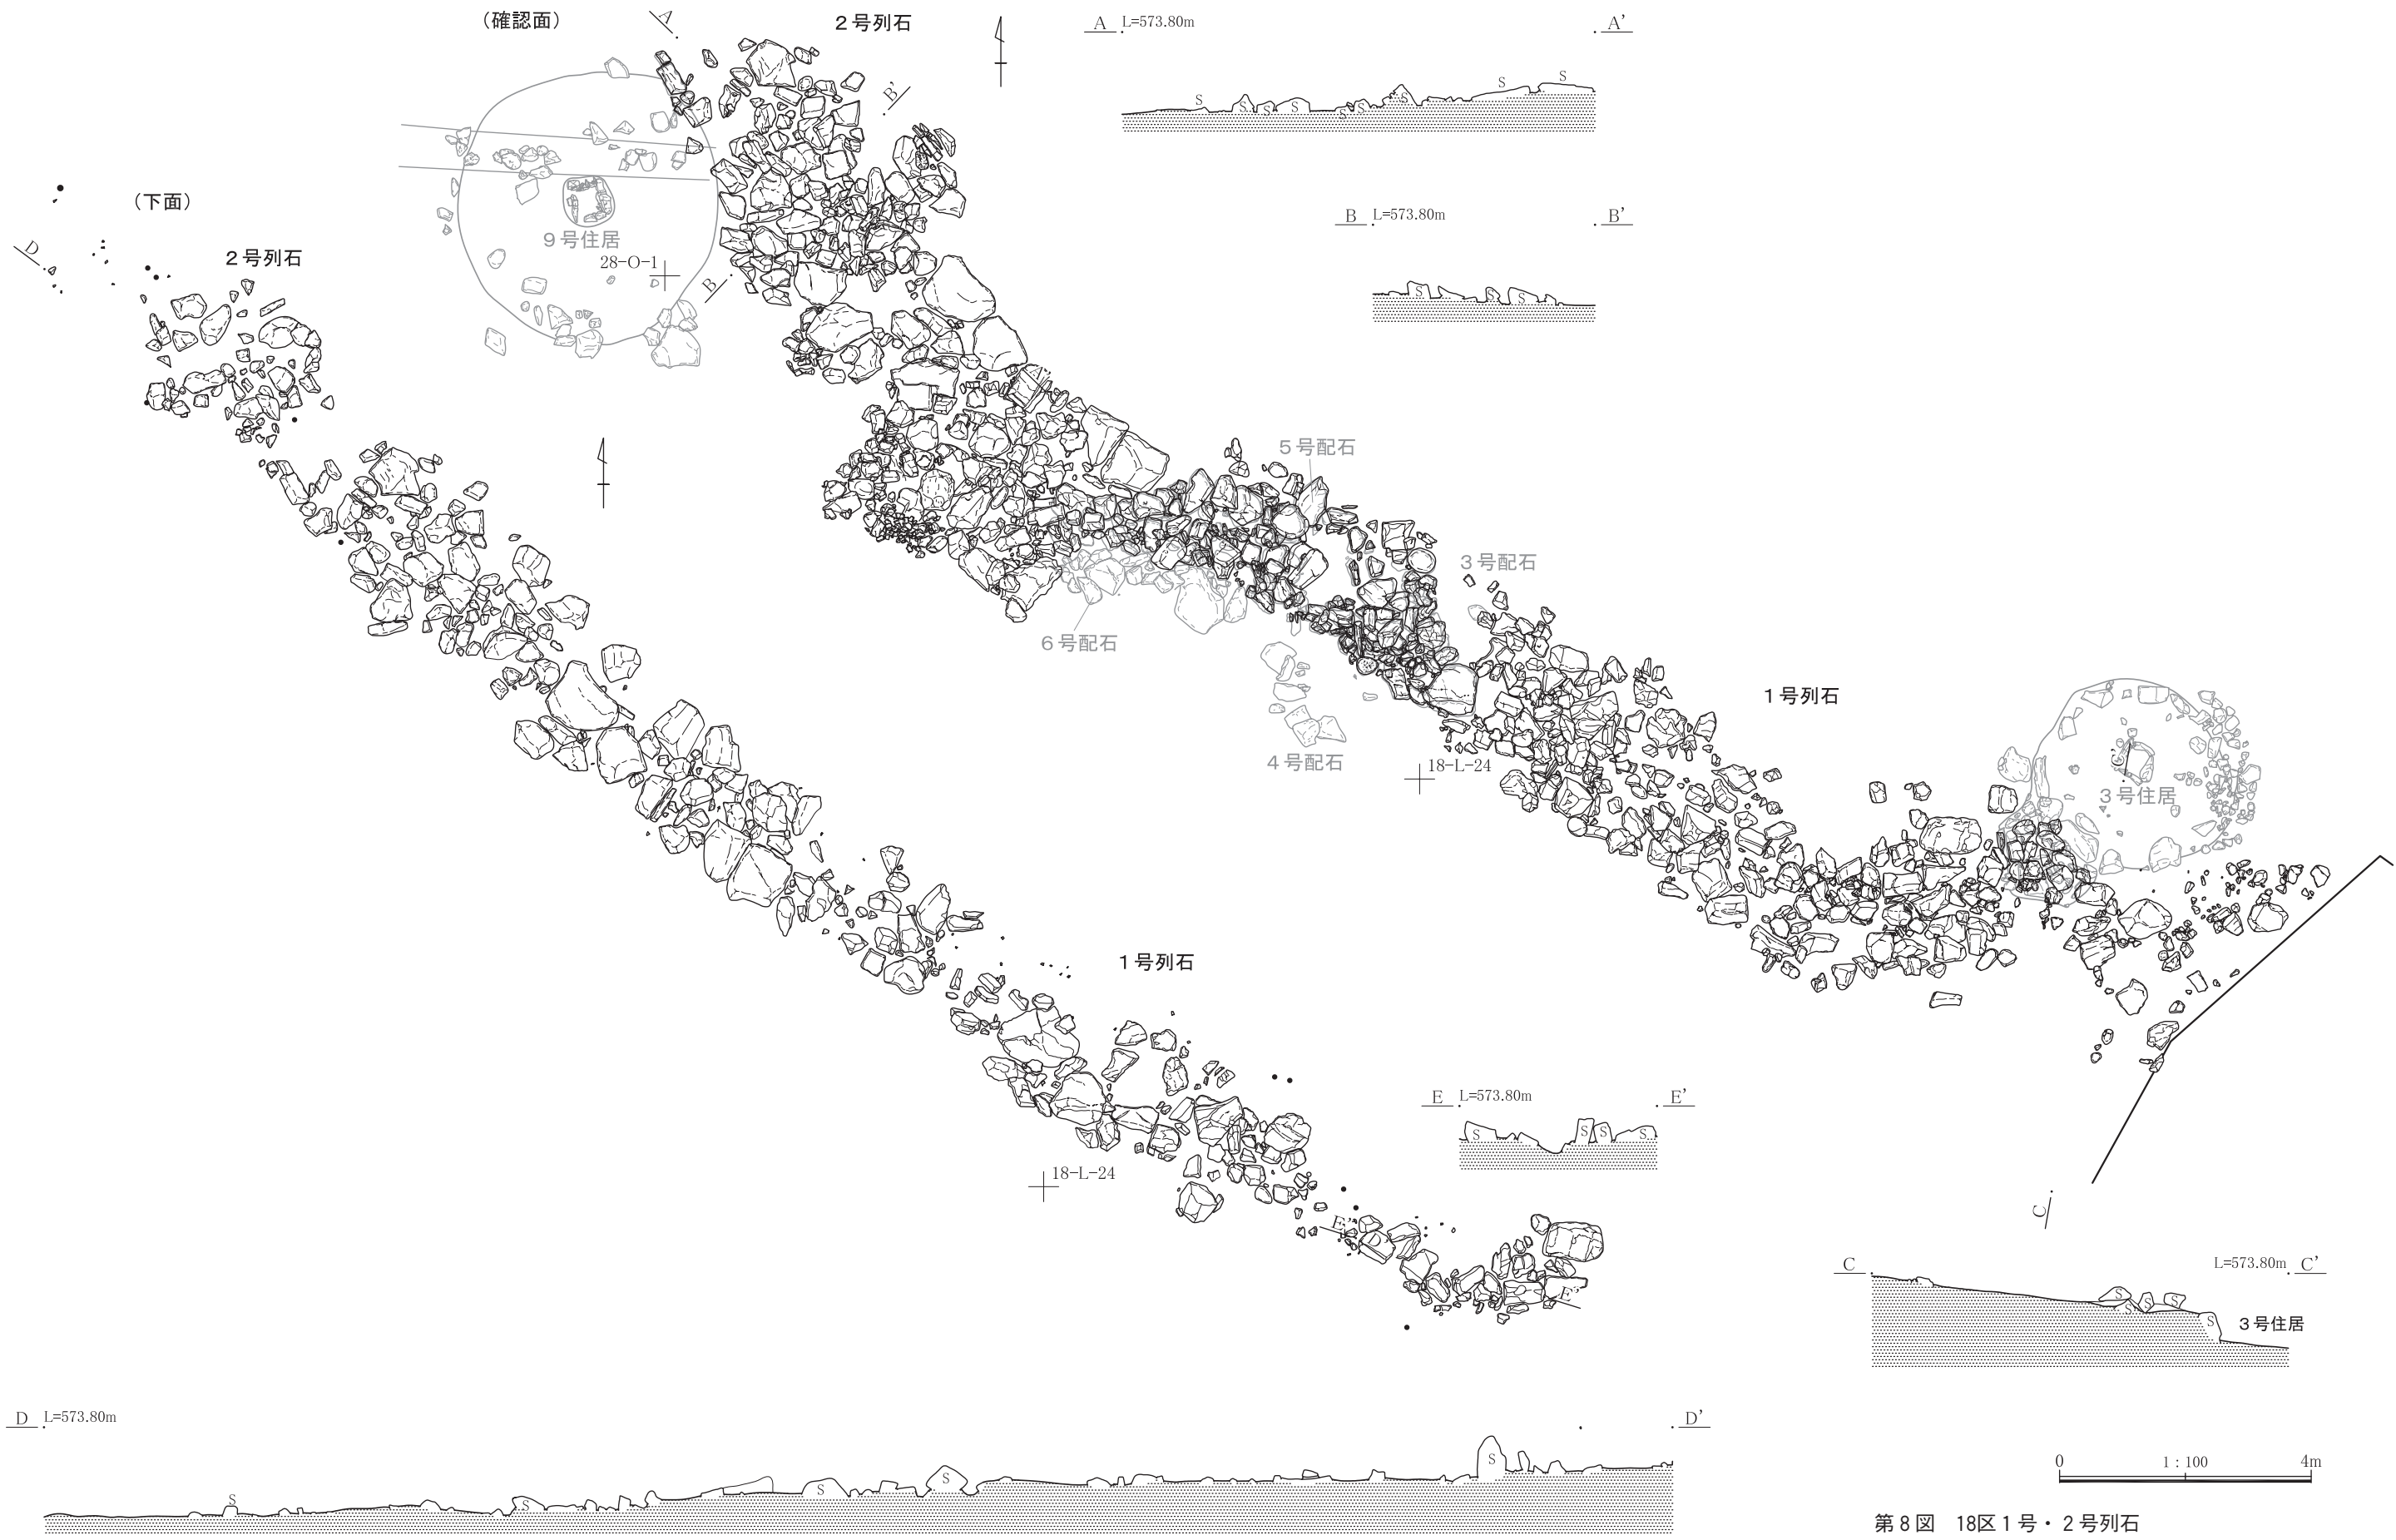 （確認面）
A
２号列石
A L=573.80m A’
B’
（下面）
D
２号列石
９号住居
28-O-1
B
B L=573.80m B’
５号配石
３号配石
６号配石
４号配石
18-L-24
１号列石
C’
３号住居
１号列石
E L=573.80m E’
18-L-24
E’
D’
E’
C
C L=573.80m C’
３号住居
D L=573.80m D’
S S S S S S S S S S
S S S
S S S S
S S S S S
S S S S S
0 1：100 4m
第８図　18区１号・２号列石